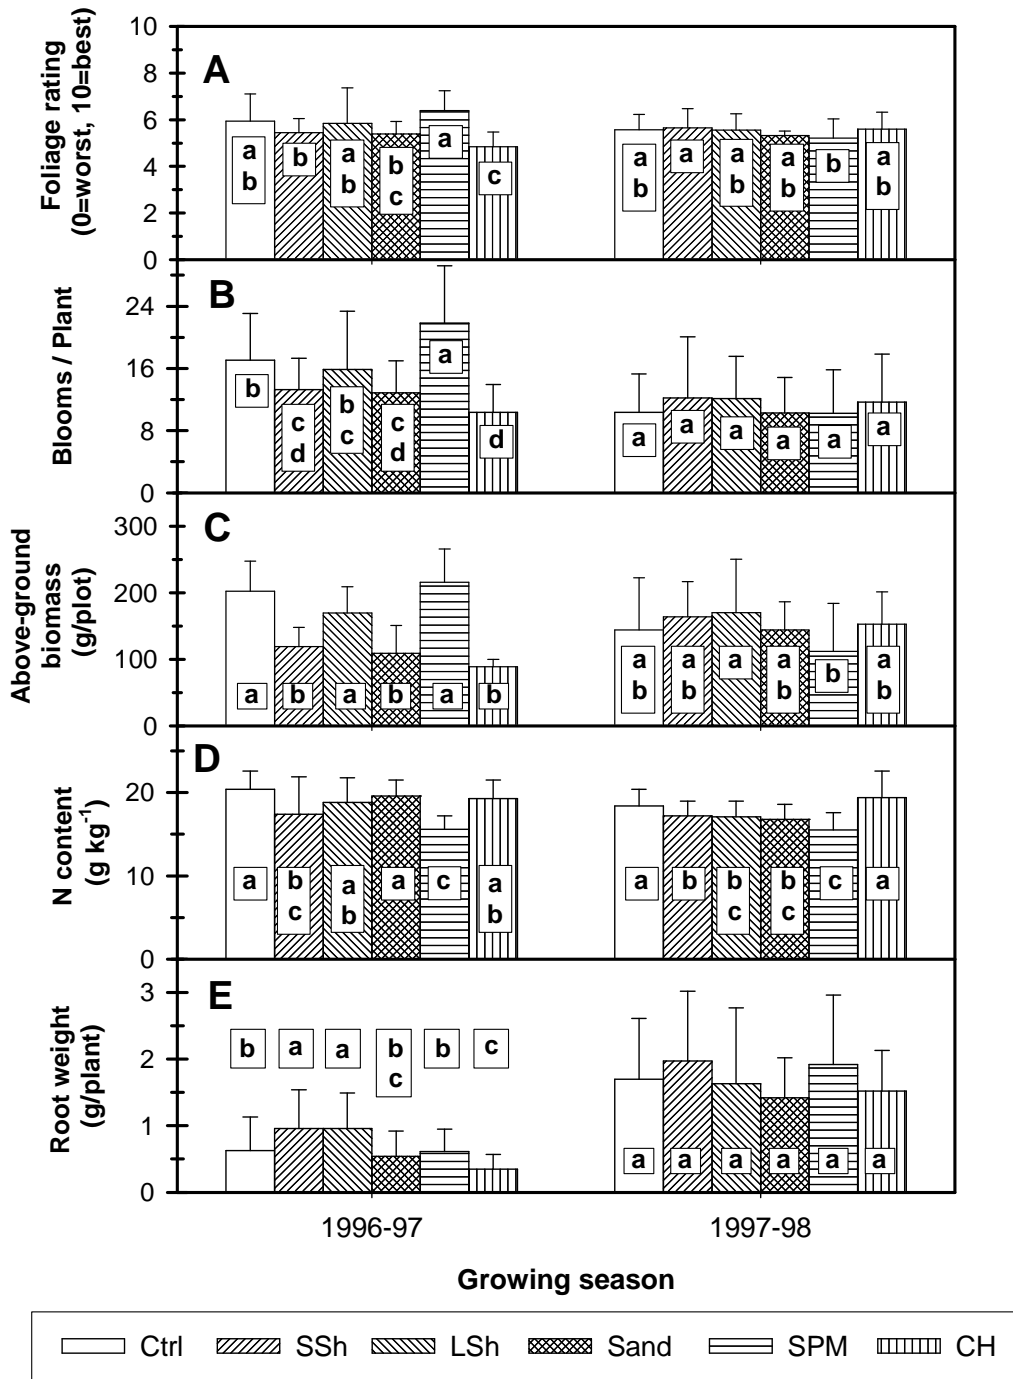 Foliage rating
(0=worst, 10=best)
10
8
6
4
2
0
A
a
b
b
a
b
b
c
a
c
a
b
a
a
b
a
b
b
a
b
Blooms / Plant
24
16
8
0
B
b
c
d
b
c
c
d
a
d
a
a
a
a
a
a
Above-ground
biomass
(g/plot)
300
200
100
0
C
a
b
a
b
a
b
a
b
a
b
a
a
b
b
a
b
N content
(g kg⁻¹)
20
10
0
D
a
b
c
a
b
a
c
a
b
a
b
b
c
b
c
c
a
Root weight
(g/plant)
3
2
1
0
E
b
a
a
b
c
b
c
a
a
a
a
a
a
1996-97
1997-98
Growing season
Ctrl
SSh
LSh
Sand
SPM
CH